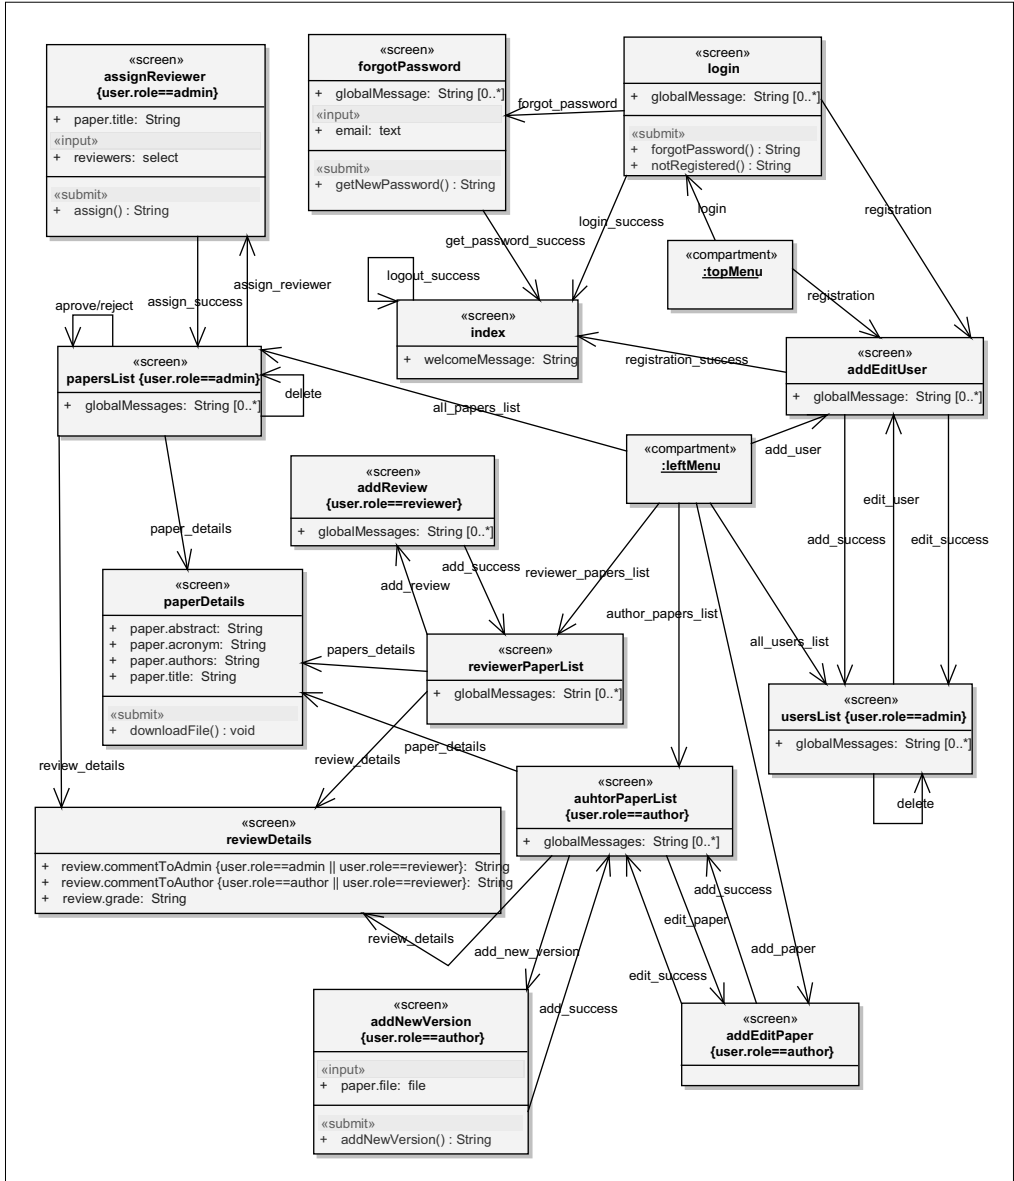 «screen»
assignReviewer
{user.role==admin}
+ paper.title: String
«input»
+ reviewers: select
«submit»
+ assign() : String
«screen»
forgotPassword
+ globalMessage: String [0..*]
«input»
+ email: text
«submit»
+ getNewPassword() : String
«screen»
login
+ globalMessage: String [0..*]
«submit»
+ forgotPassword() : String
+ notRegistered() : String
forgot_password
login
registration
login_success
get_password_success
«compartment»
:topMenu
registration
logout_success
assign_reviewer
assign_success
aprove/reject
«screen»
index
+ welcomeMessage: String
registration_success
«screen»
addEditUser
+ globalMessage: String [0..*]
«screen»
papersList {user.role==admin}
+ globalMessages: String [0..*]
delete
all_papers_list
«compartment»
:leftMenu
add_user
«screen»
addReview
{user.role==reviewer}
+ globalMessages: String [0..*]
edit_user
paper_details
add_success
edit_success
add_success
reviewer_papers_list
add_review
author_papers_list
«screen»
paperDetails
+ paper.abstract: String
+ paper.acronym: String
+ paper.authors: String
+ paper.title: String
«submit»
+ downloadFile() : void
papers_details
«screen»
reviewerPaperList
+ globalMessages: Strin [0..*]
all_users_list
«screen»
usersList {user.role==admin}
+ globalMessages: String [0..*]
delete
paper_details
review_details
review_details
«screen»
auhtorPaperList
{user.role==author}
+ globalMessages: String [0..*]
«screen»
reviewDetails
+ review.commentToAdmin {user.role==admin || user.role==reviewer}: String
+ review.commentToAuthor {user.role==author || user.role==reviewer}: String
+ review.grade: String
add_success
edit_paper
review_details
add_new_version
add_paper
edit_success
add_success
«screen»
addNewVersion
{user.role==author}
«input»
+ paper.file: file
«submit»
+ addNewVersion() : String
«screen»
addEditPaper
{user.role==author}